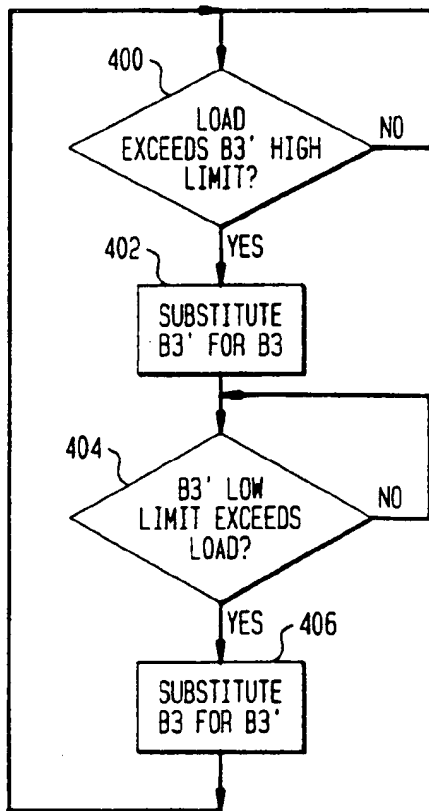 400
LOAD
EXCEEDS B3' HIGH
LIMIT?
NO
YES
402
SUBSTITUTE
B3' FOR B3
404
B3' LOW
LIMIT EXCEEDS
LOAD?
NO
YES
406
SUBSTITUTE
B3 FOR B3'